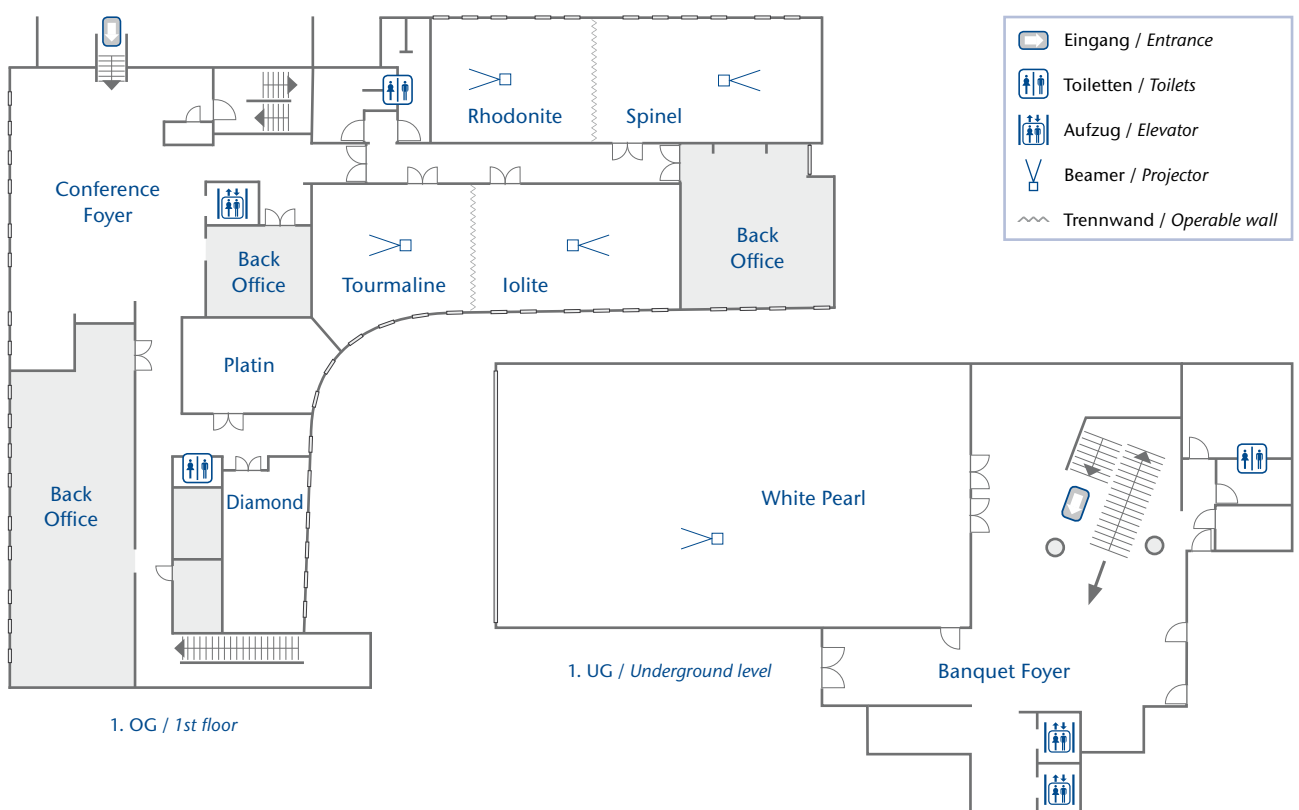 Eingang / Entrance
Toiletten / Toilets
Aufzug / Elevator
Beamer / Projector
Trennwand / Operable wall
Rhodonite
Spinel
Conference
Foyer
Back
Office
Tourmaline
Iolite
Back
Office
Platin
Back
Office
Diamond
White Pearl
Banquet Foyer
1. UG / Underground level
1. OG / 1st floor